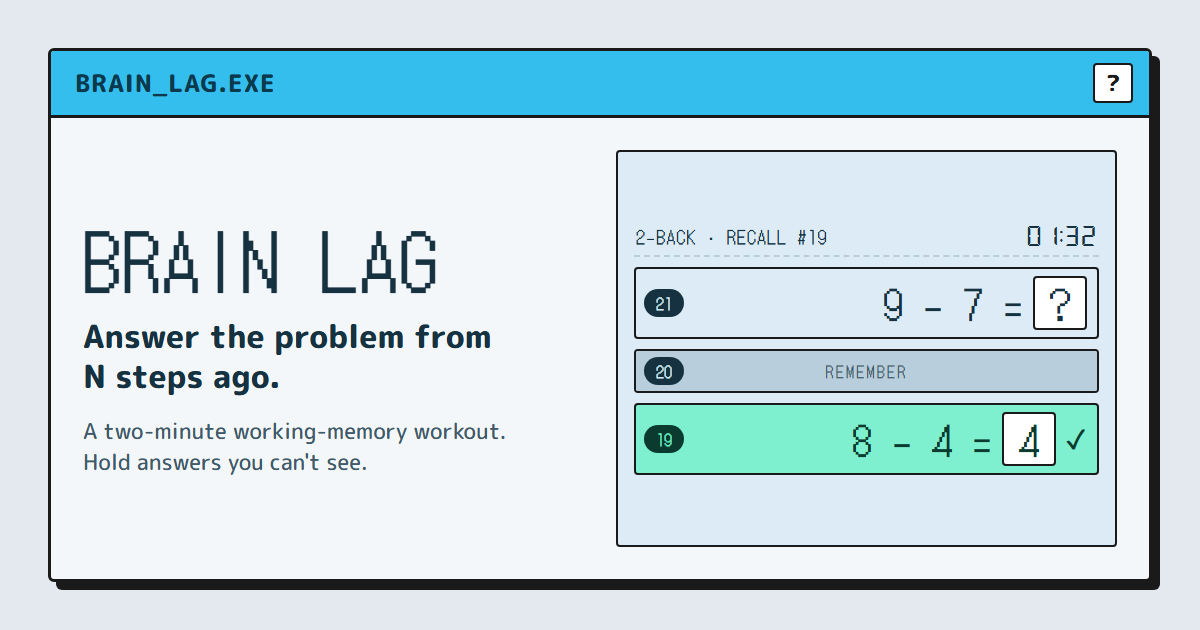 BRAIN_LAG.EXE
?
BRAIN LAG
Answer the problem from
N steps ago.
A two-minute working-memory workout.
Hold answers you can't see.
2-BACK · RECALL #19
01:32
21
9 – 7 = ?
20
REMEMBER
19
8 – 4 = 4 ✓